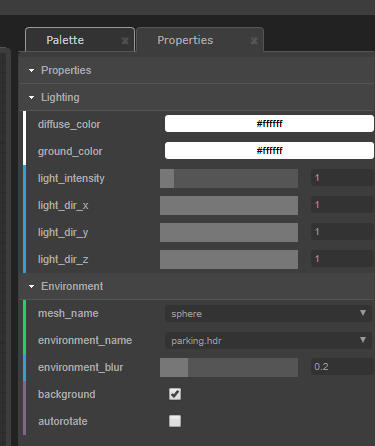 Palette x Properties x
Properties
Lighting
diffuse_color #ffffff
ground_color #ffffff
light_intensity 1
light_dir_x 1
light_dir_y 1
light_dir_z 1
Environment
mesh_name sphere
environment_name parking.hdr
environment_blur 0.2
background
autorotate